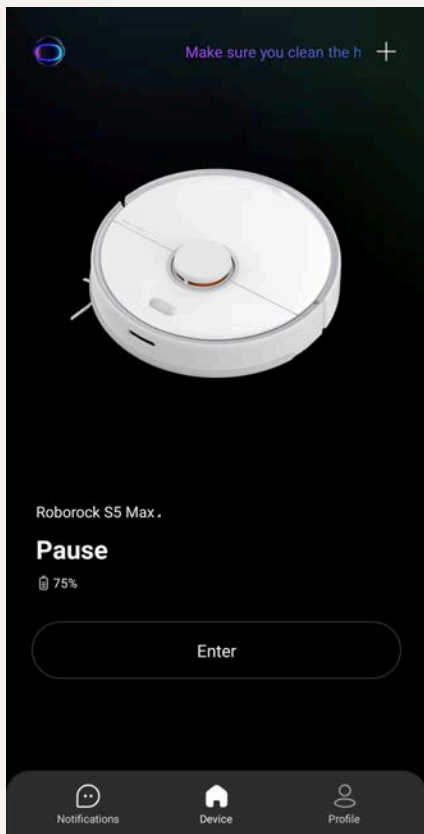 Make sure you clean the h
Roborock S5 Max
Pause
75%
Enter
Notifications
Device
Profile